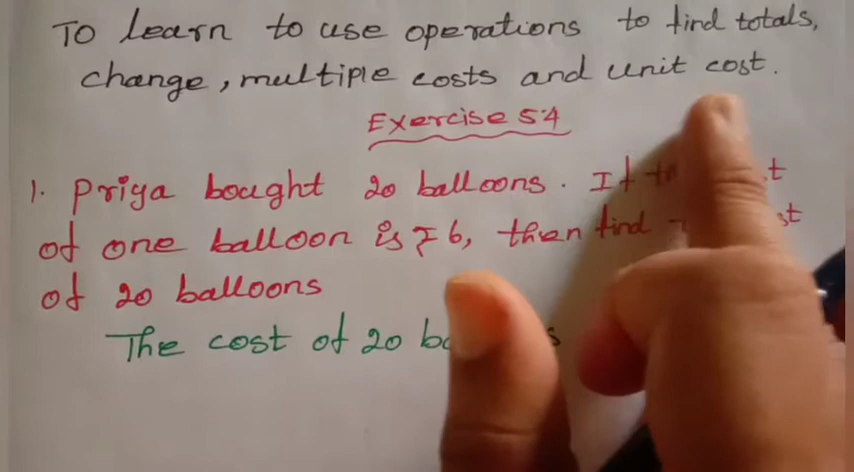 To learn to use operations to find totals,
change, multiple costs and unit cost.
Exercise 5.4
1. Priya bought 20 balloons. If
of one balloon is ₹ 6, then find
of 20 balloons
The cost of 20